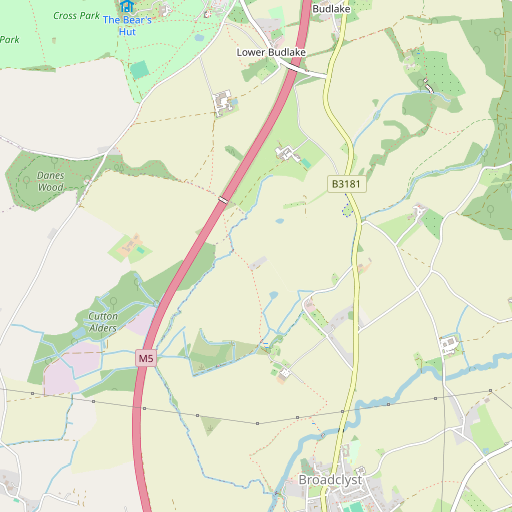 Budlake
Cross Park
The Bear's
Hut
Park
Lower Budlake
Danes
Wood
B3181
Cutton
Alders
M5
Broadclyst